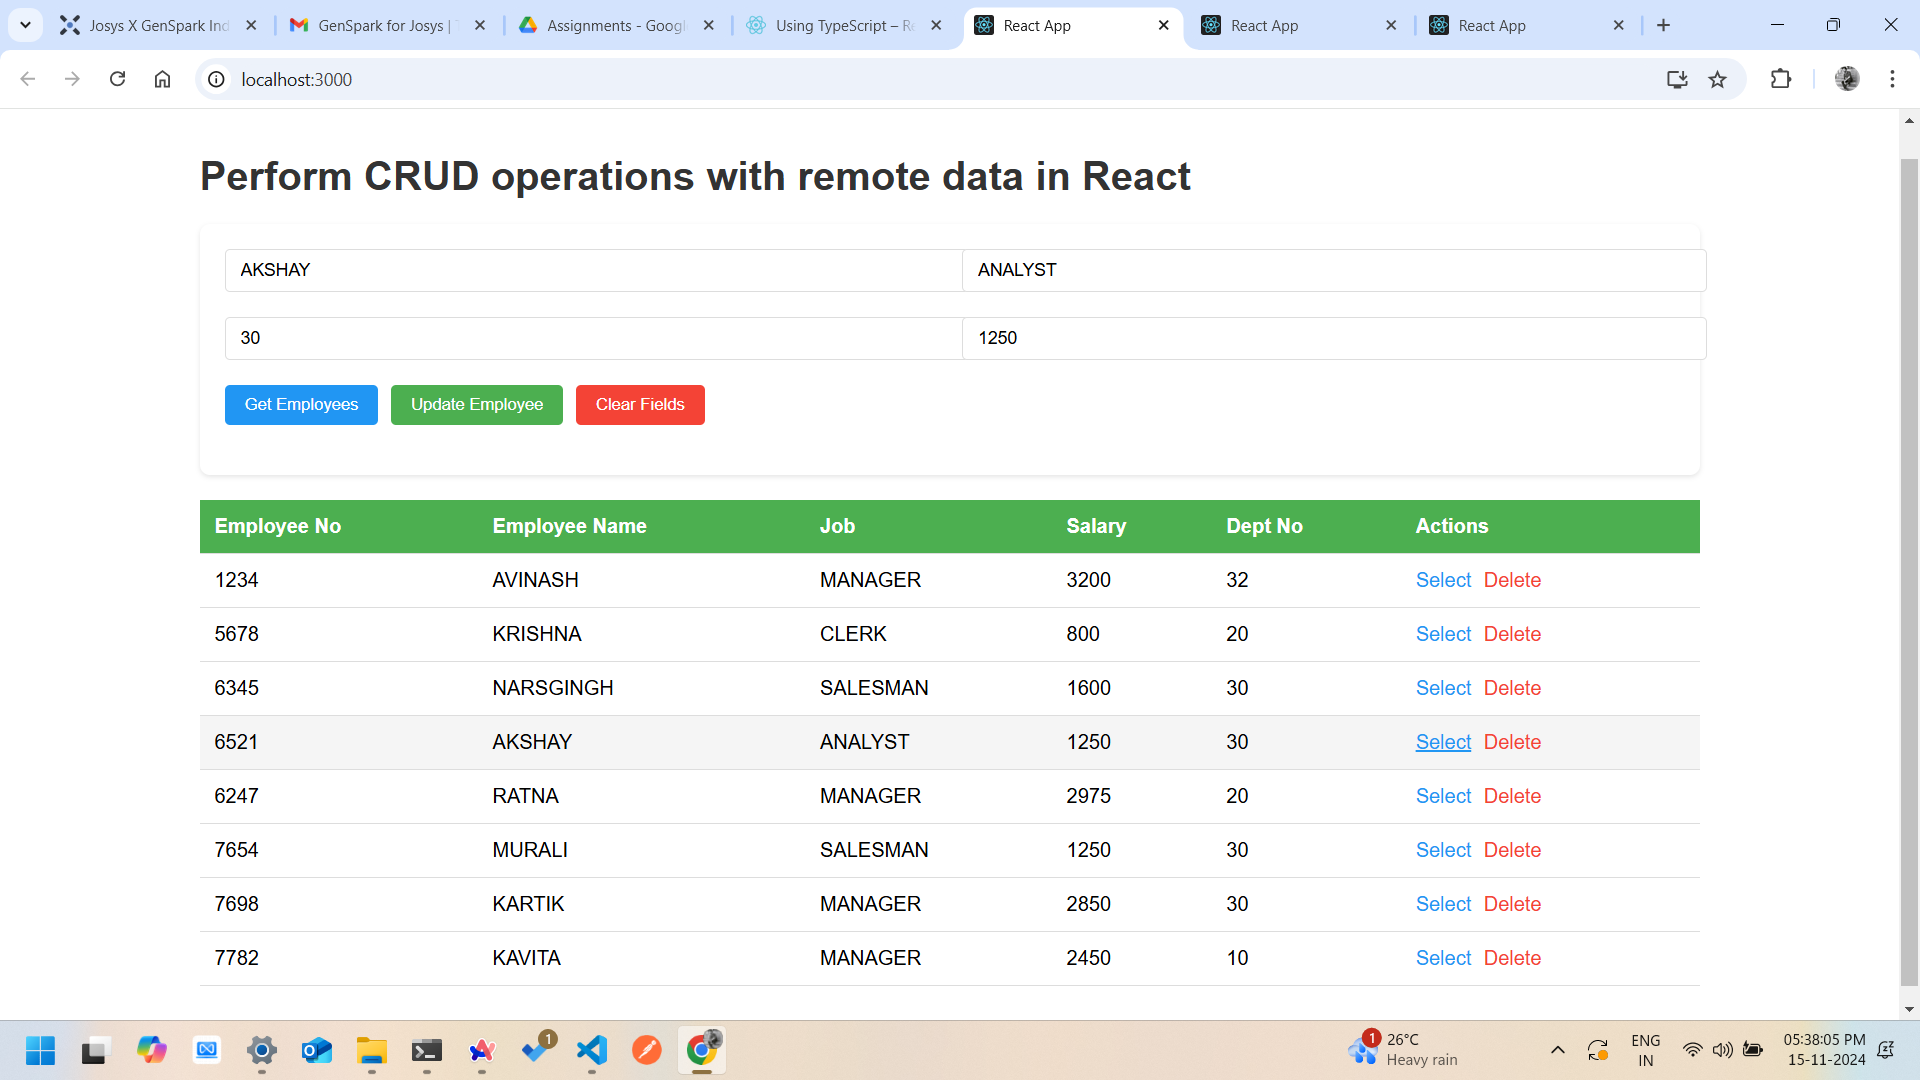 Josys X GenSpark Ind
GenSpark for Josys |
Assignments - Googl
Using TypeScript – Re
React App
React App
React App
localhost:3000
Perform CRUD operations with remote data in React
AKSHAY ANALYST
30 1250
Get Employees Update Employee Clear Fields
Employee No Employee Name Job Salary Dept No Actions
1234 AVINASH MANAGER 3200 32 Select Delete
5678 KRISHNA CLERK 800 20 Select Delete
6345 NARSGINGH SALESMAN 1600 30 Select Delete
6521 AKSHAY ANALYST 1250 30 Select Delete
6247 RATNA MANAGER 2975 20 Select Delete
7654 MURALI SALESMAN 1250 30 Select Delete
7698 KARTIK MANAGER 2850 30 Select Delete
7782 KAVITA MANAGER 2450 10 Select Delete
1
1
26°C
Heavy rain
ENG
IN
05:38:05 PM
15-11-2024